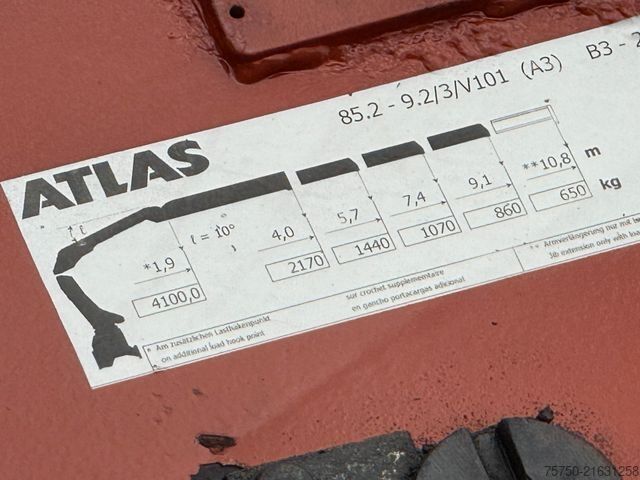 85.2 - 9.2/3/V101 (A3) B3 - 2
ATLAS
ℓ
ℓ = 10°
*1,9 4,0 5,7 7,4 9,1 **10,8 m
4100,0 2170 1440 1070 860 650 kg
* Am zusätzlichen Lasthakenpunkt
on additional load hook point
sur crochet supplementaire
en gancho portacargas adicional
** Armverlängerung nur mit
Jib extension only with
75750-21631258